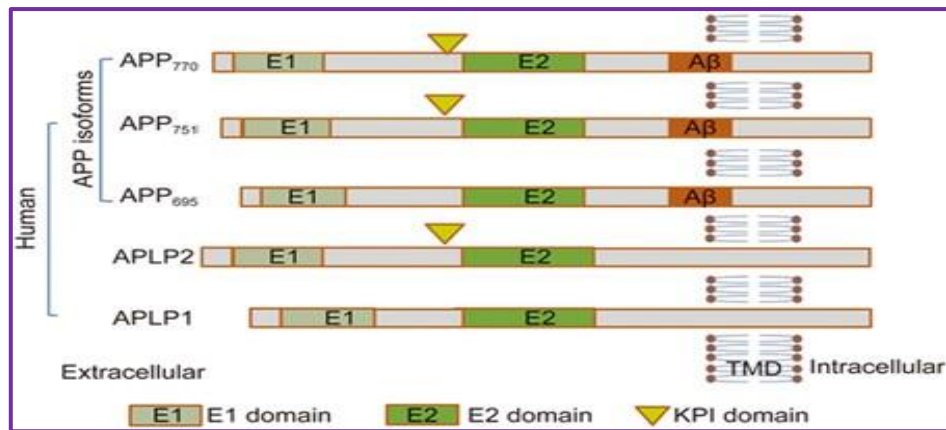 APP₇₇₀ E1 E2 Aβ
APP₇₅₁ E1 E2 Aβ
APP₆₉₅ E1 E2 Aβ
APLP2 E1 E2
APLP1 E1 E2
Human
APP isoforms
Extracellular TMD Intracellular
E1 E1 domain E2 E2 domain KPI domain